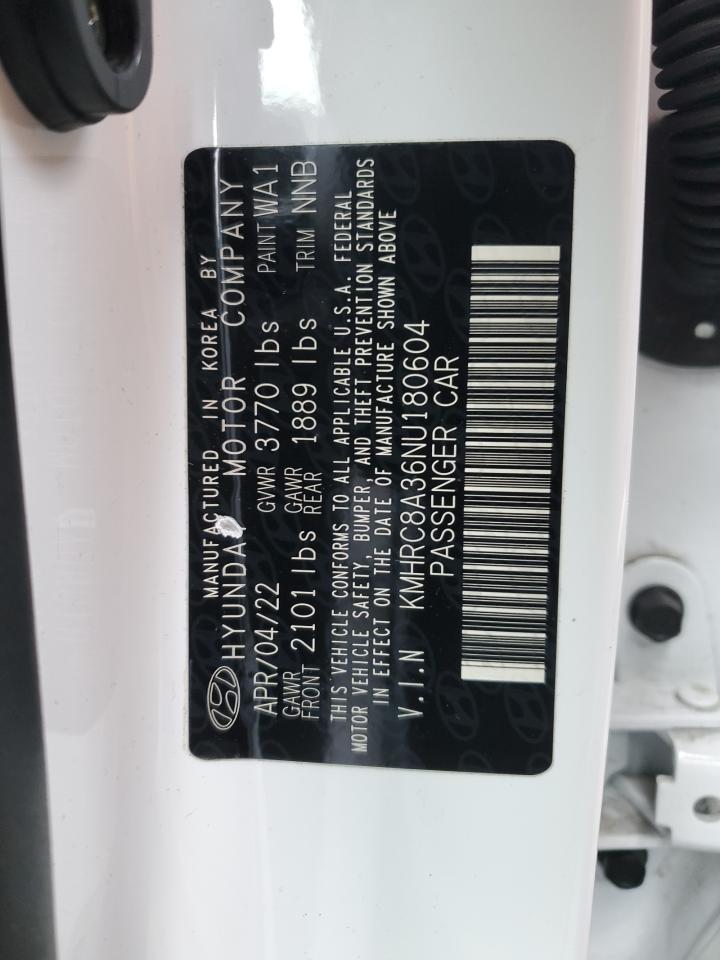 MANUFACTURED IN KOREA BY
HYUNDAI MOTOR COMPANY
APR/04/22 GVWR 3770 lbs PAINT WA1
GAWR FRONT 2101 lbs GAWR REAR 1889 lbs TRIM NNB
THIS VEHICLE CONFORMS TO ALL APPLICABLE U.S.A. FEDERAL
MOTOR VEHICLE SAFETY, BUMPER, AND THEFT PREVENTION STANDARDS
IN EFFECT ON THE DATE OF MANUFACTURE SHOWN ABOVE
V.I.N KMHRC8A36NU180604
PASSENGER CAR